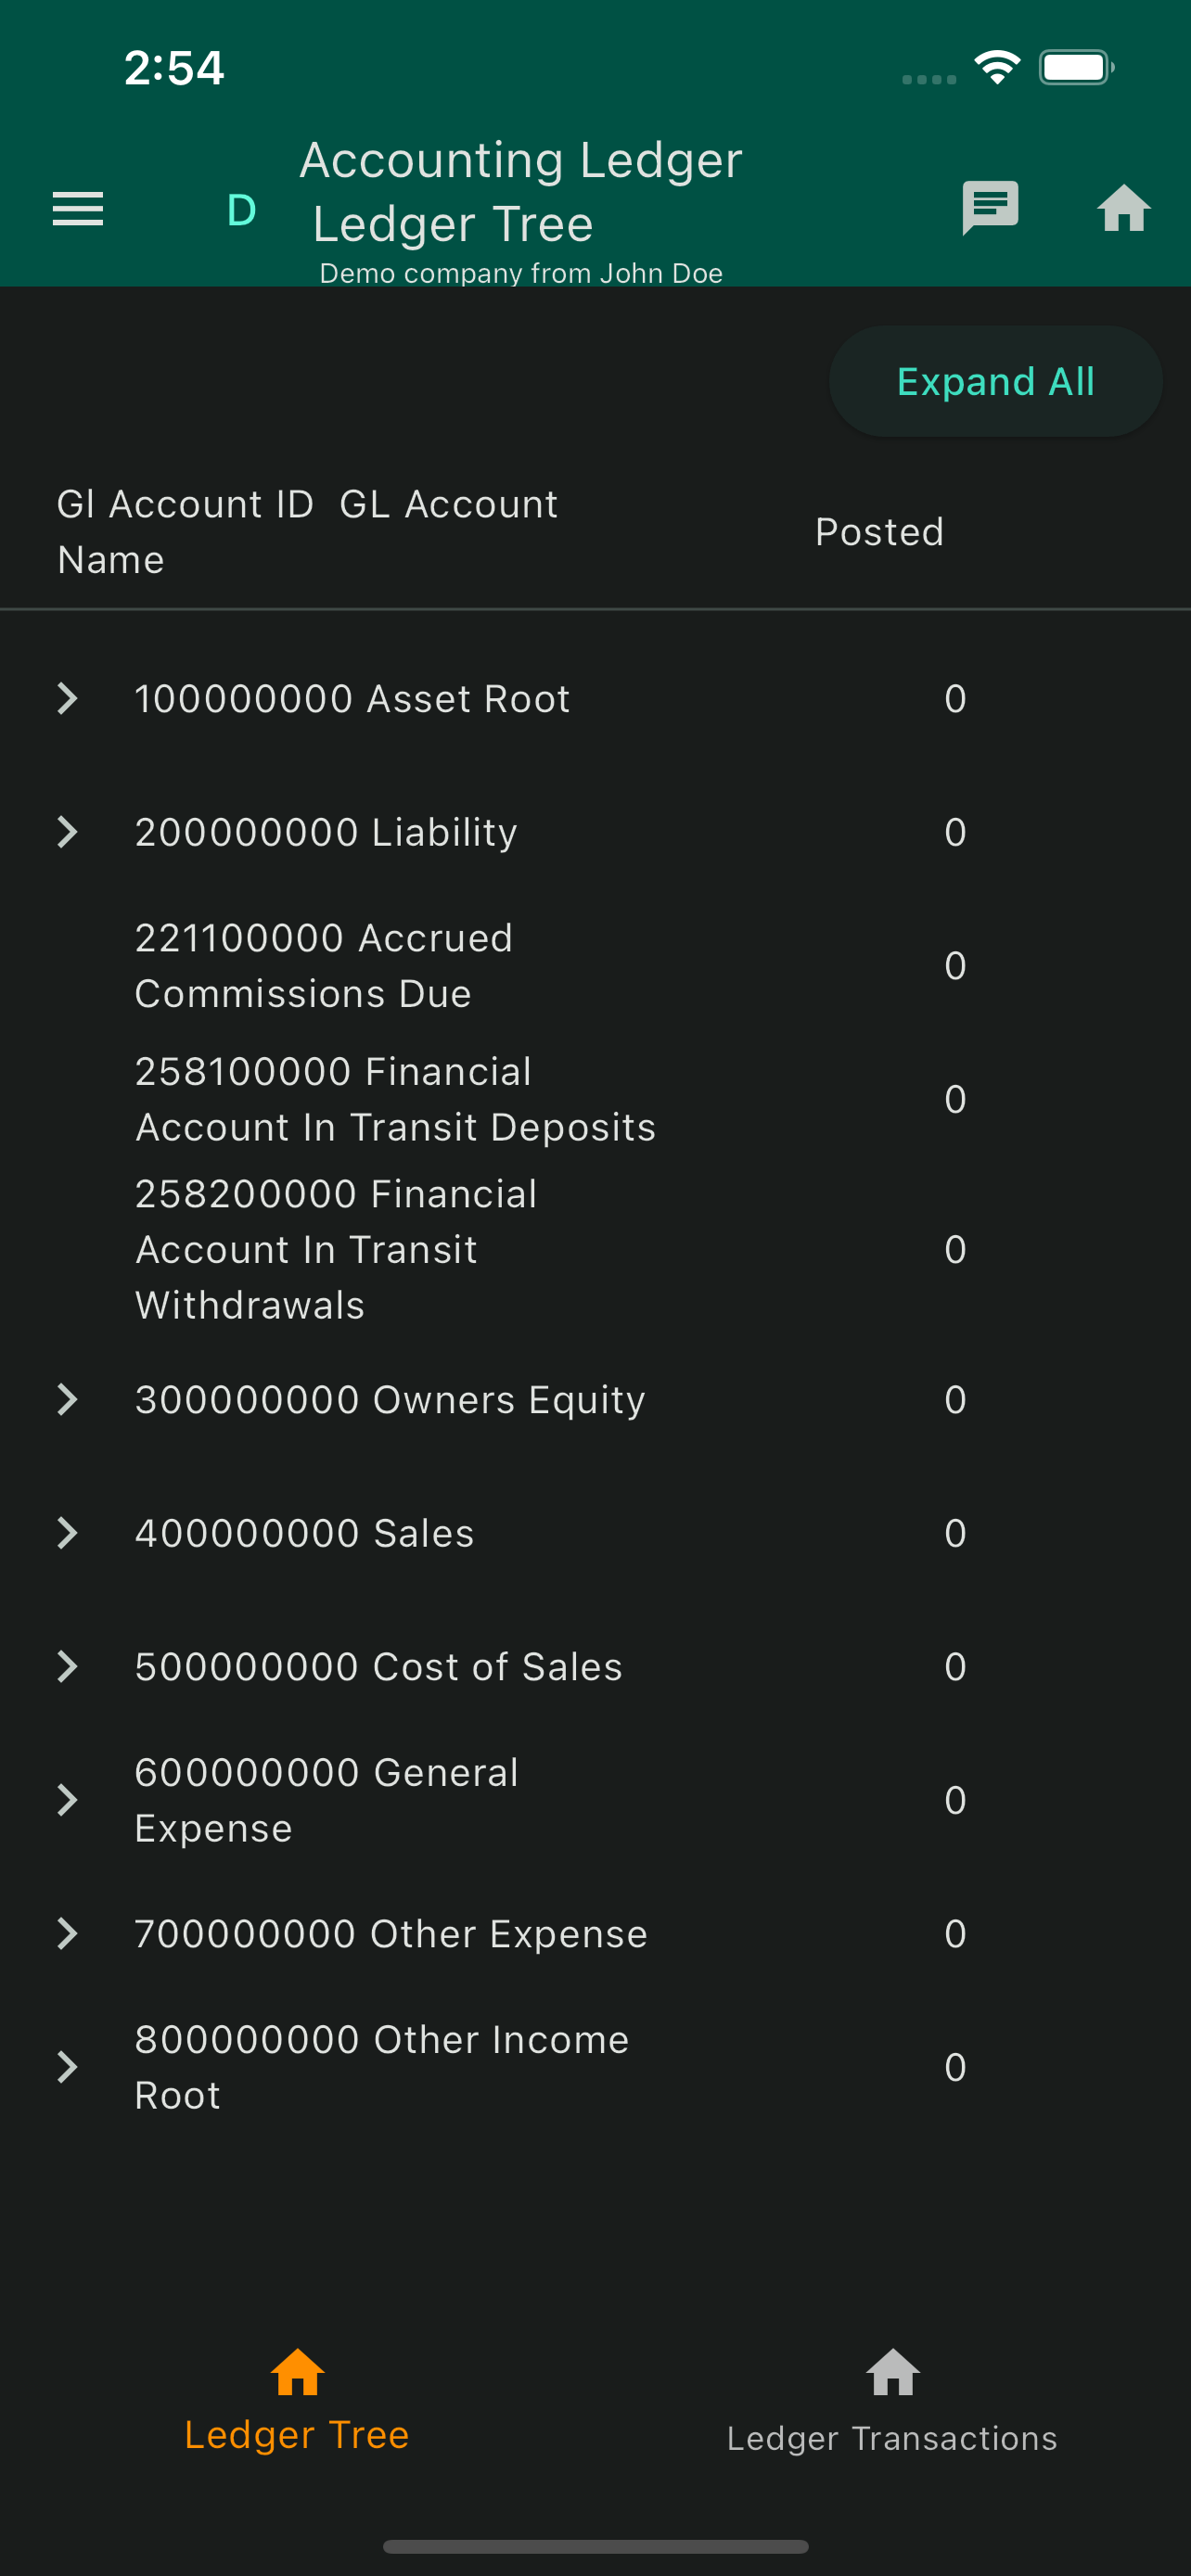 2:54
Accounting Ledger
D
Ledger Tree
Demo company from John Doe
Expand All
Gl Account ID  GL Account
Name
Posted
100000000 Asset Root
0
200000000 Liability
0
221100000 Accrued
Commissions Due
0
258100000 Financial
Account In Transit Deposits
0
258200000 Financial
Account In Transit
Withdrawals
0
300000000 Owners Equity
0
400000000 Sales
0
500000000 Cost of Sales
0
600000000 General
Expense
0
700000000 Other Expense
0
800000000 Other Income
Root
0
Ledger Tree
Ledger Transactions